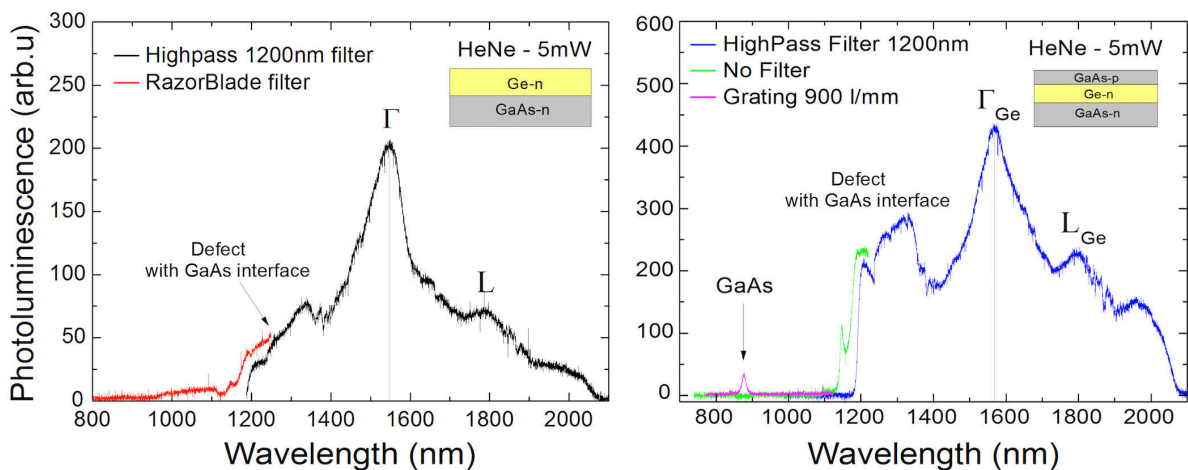 Photoluminescence (arb.u)
300
250
200
150
100
50
0
Highpass 1200nm filter
RazorBlade filter
HeNe - 5mW
Ge-n
GaAs-n
Γ
L
Defect
with GaAs interface
800 1000 1200 1400 1600 1800 2000
Wavelength (nm)
600
500
400
300
200
100
0
HighPass Filter 1200nm
No Filter
Grating 900 l/mm
HeNe - 5mW
GaAs-p
Ge-n
GaAs-n
Γ Ge
Defect
with GaAs interface
L Ge
GaAs
800 1000 1200 1400 1600 1800 2000
Wavelength (nm)